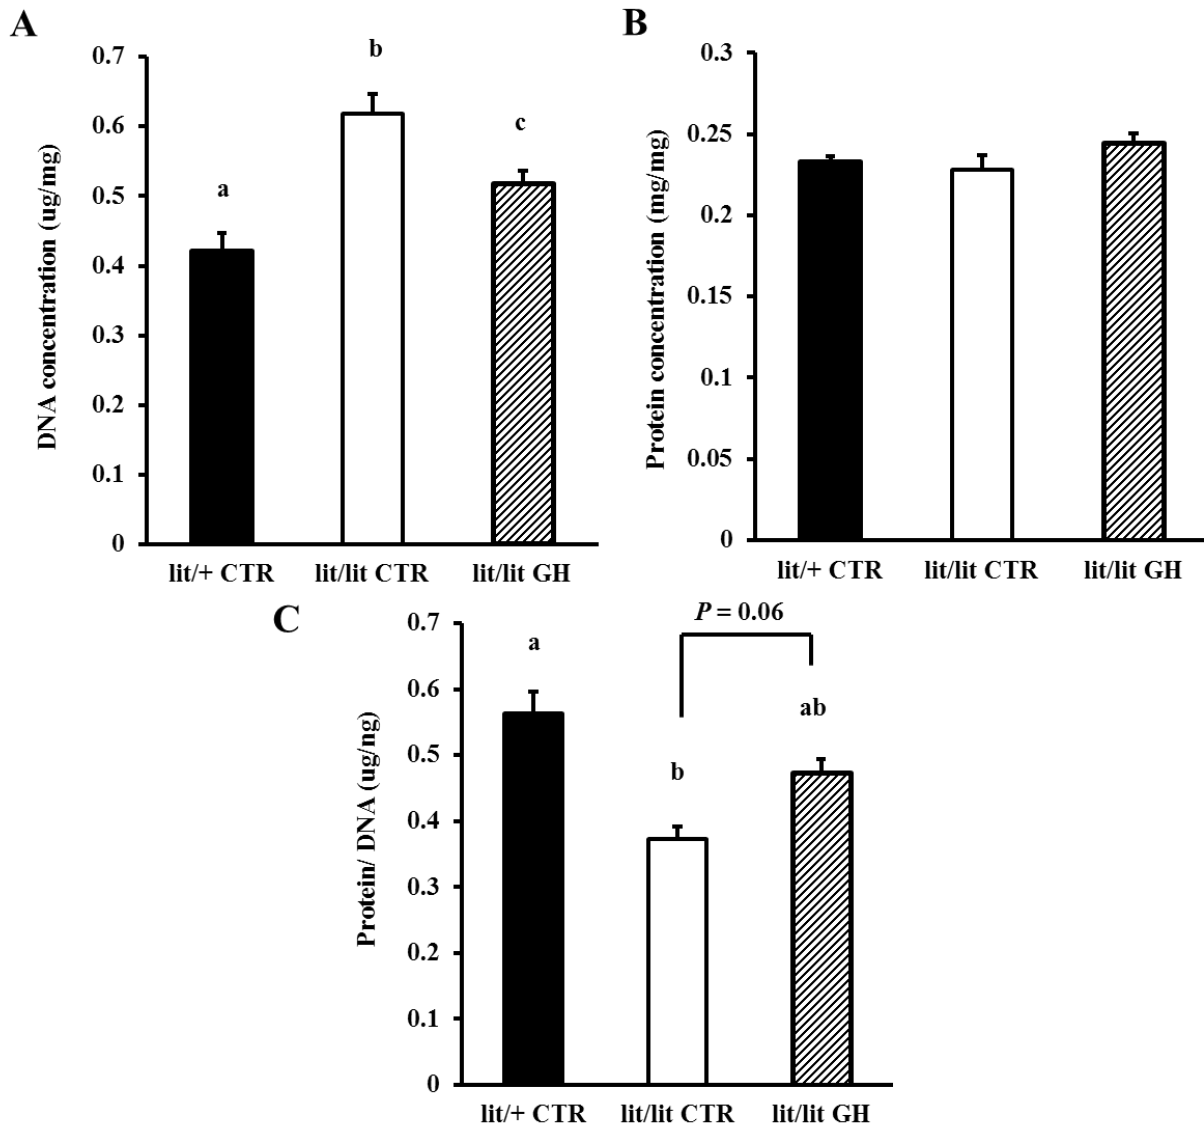 A
DNA concentration (ug/mg)
0.7
0.6
0.5
0.4
0.3
0.2
0.1
0
a
b
c
lit/+ CTR
lit/lit CTR
lit/lit GH
B
Protein concentration (mg/mg)
0.3
0.25
0.2
0.15
0.1
0.05
0
lit/+ CTR
lit/lit CTR
lit/lit GH
C
Protein/ DNA (ug/ng)
0.7
0.6
0.5
0.4
0.3
0.2
0.1
0
a
b
ab
P = 0.06
lit/+ CTR
lit/lit CTR
lit/lit GH